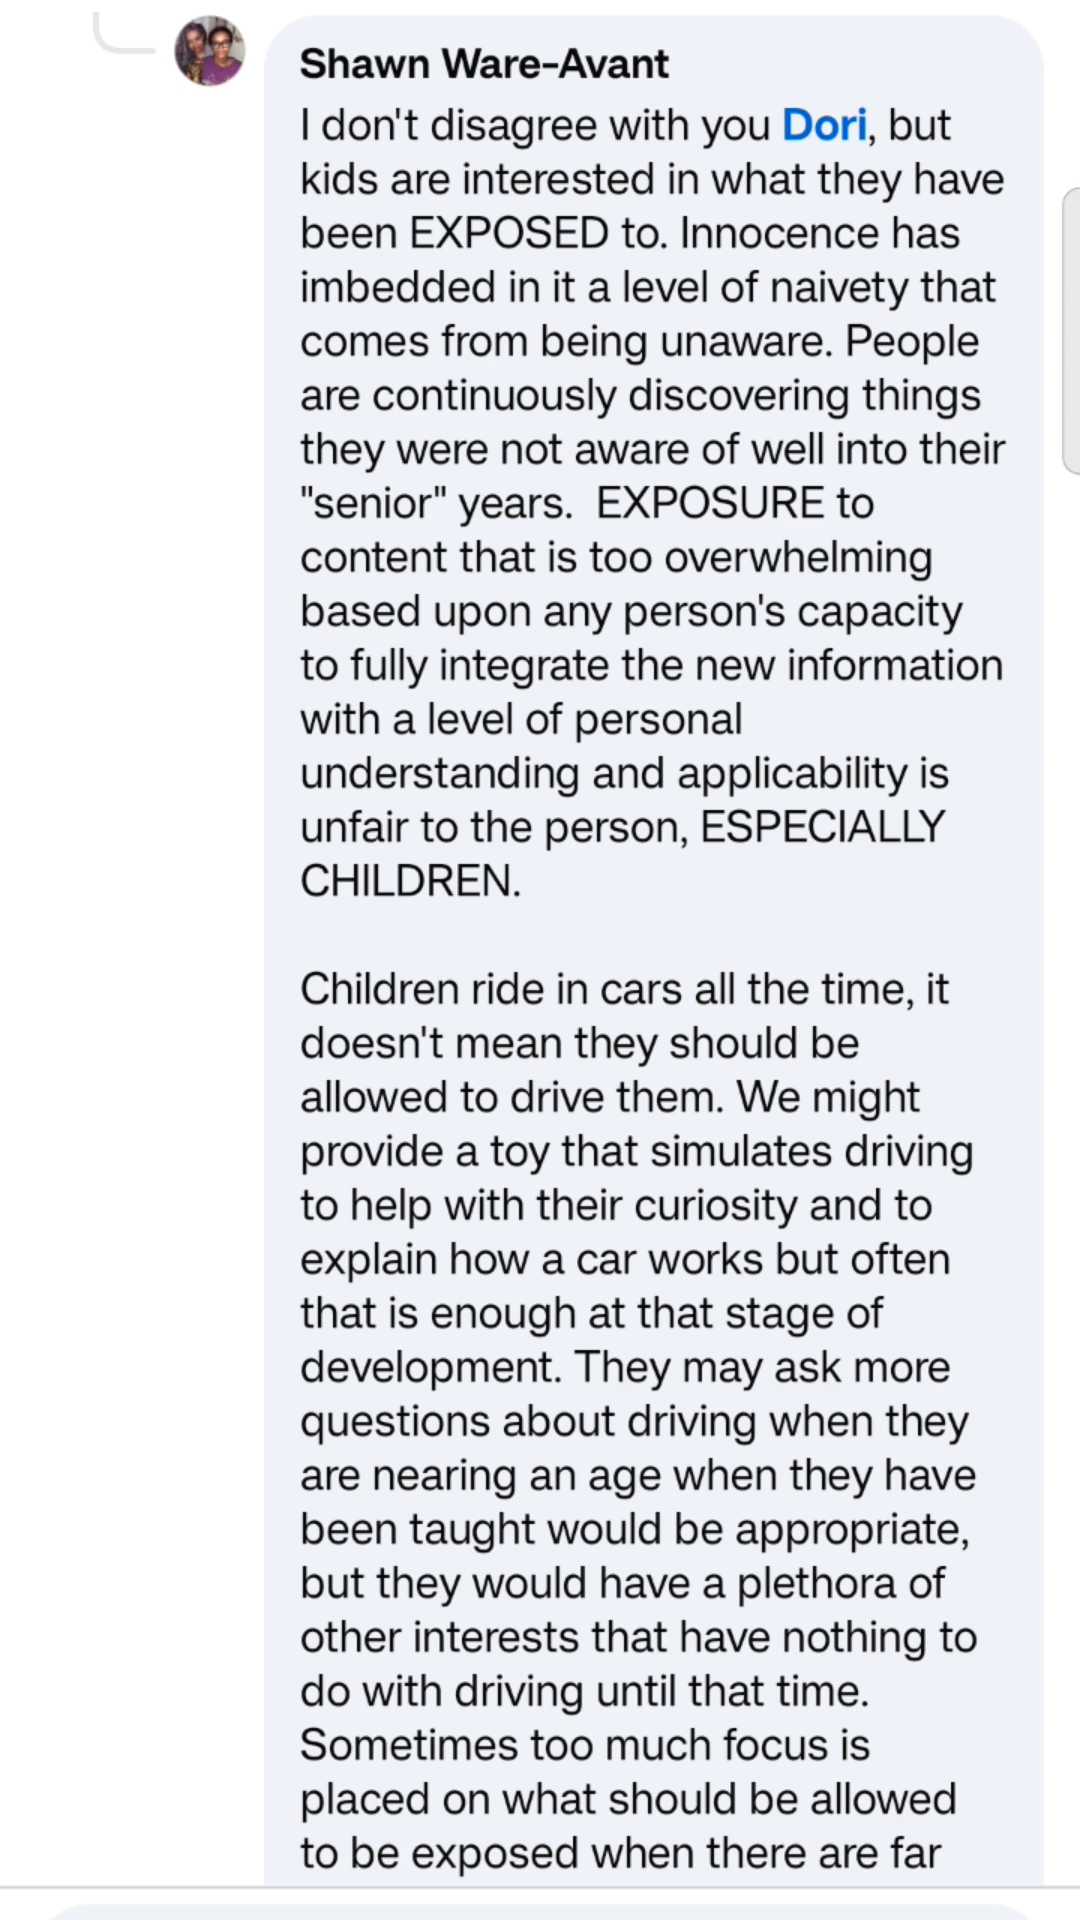 Shawn Ware-Avant
I don't disagree with you Dori, but
kids are interested in what they have
been EXPOSED to. Innocence has
imbedded in it a level of naivety that
comes from being unaware. People
are continuously discovering things
they were not aware of well into their
"senior" years.  EXPOSURE to
content that is too overwhelming
based upon any person's capacity
to fully integrate the new information
with a level of personal
understanding and applicability is
unfair to the person, ESPECIALLY
CHILDREN.
Children ride in cars all the time, it
doesn't mean they should be
allowed to drive them. We might
provide a toy that simulates driving
to help with their curiosity and to
explain how a car works but often
that is enough at that stage of
development. They may ask more
questions about driving when they
are nearing an age when they have
been taught would be appropriate,
but they would have a plethora of
other interests that have nothing to
do with driving until that time.
Sometimes too much focus is
placed on what should be allowed
to be exposed when there are far